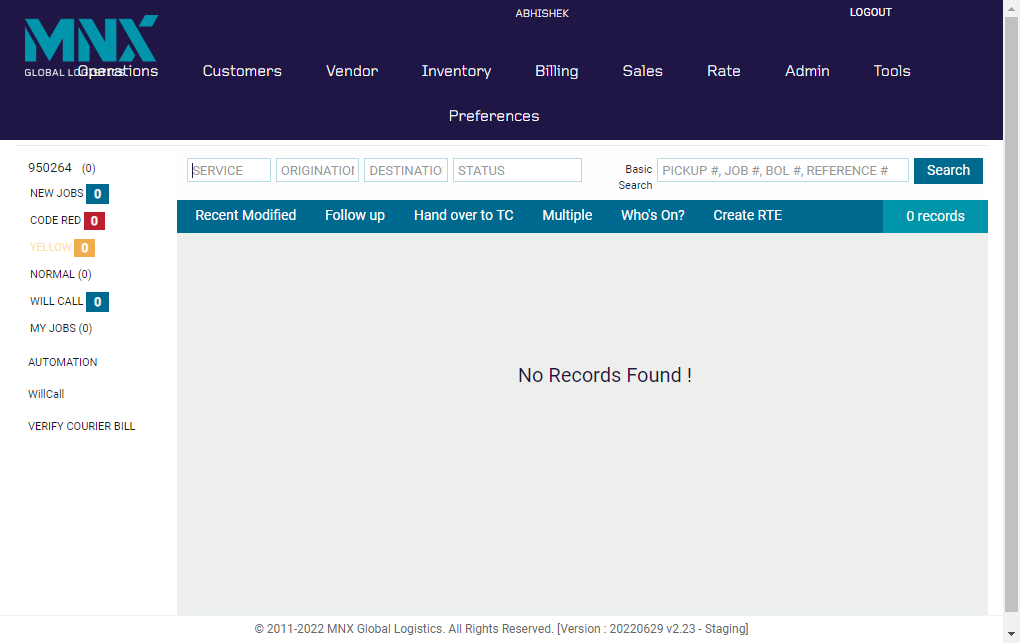 ABHISHEK
LOGOUT
MNX
GLOBAL LOGISTICS
Operations Customers Vendor Inventory Billing Sales Rate Admin Tools
Preferences
950264 (0)
NEW JOBS 0
CODE RED 0
YELLOW 0
NORMAL (0)
WILL CALL 0
MY JOBS (0)
AUTOMATION
WillCall
VERIFY COURIER BILL
SERVICE ORIGINATION DESTINATIO STATUS
Basic
Search
PICKUP #, JOB #, BOL #, REFERENCE # Search
Recent Modified Follow up Hand over to TC Multiple Who's On? Create RTE 0 records
No Records Found !
© 2011-2022 MNX Global Logistics. All Rights Reserved. [Version : 20220629 v2.23 - Staging]